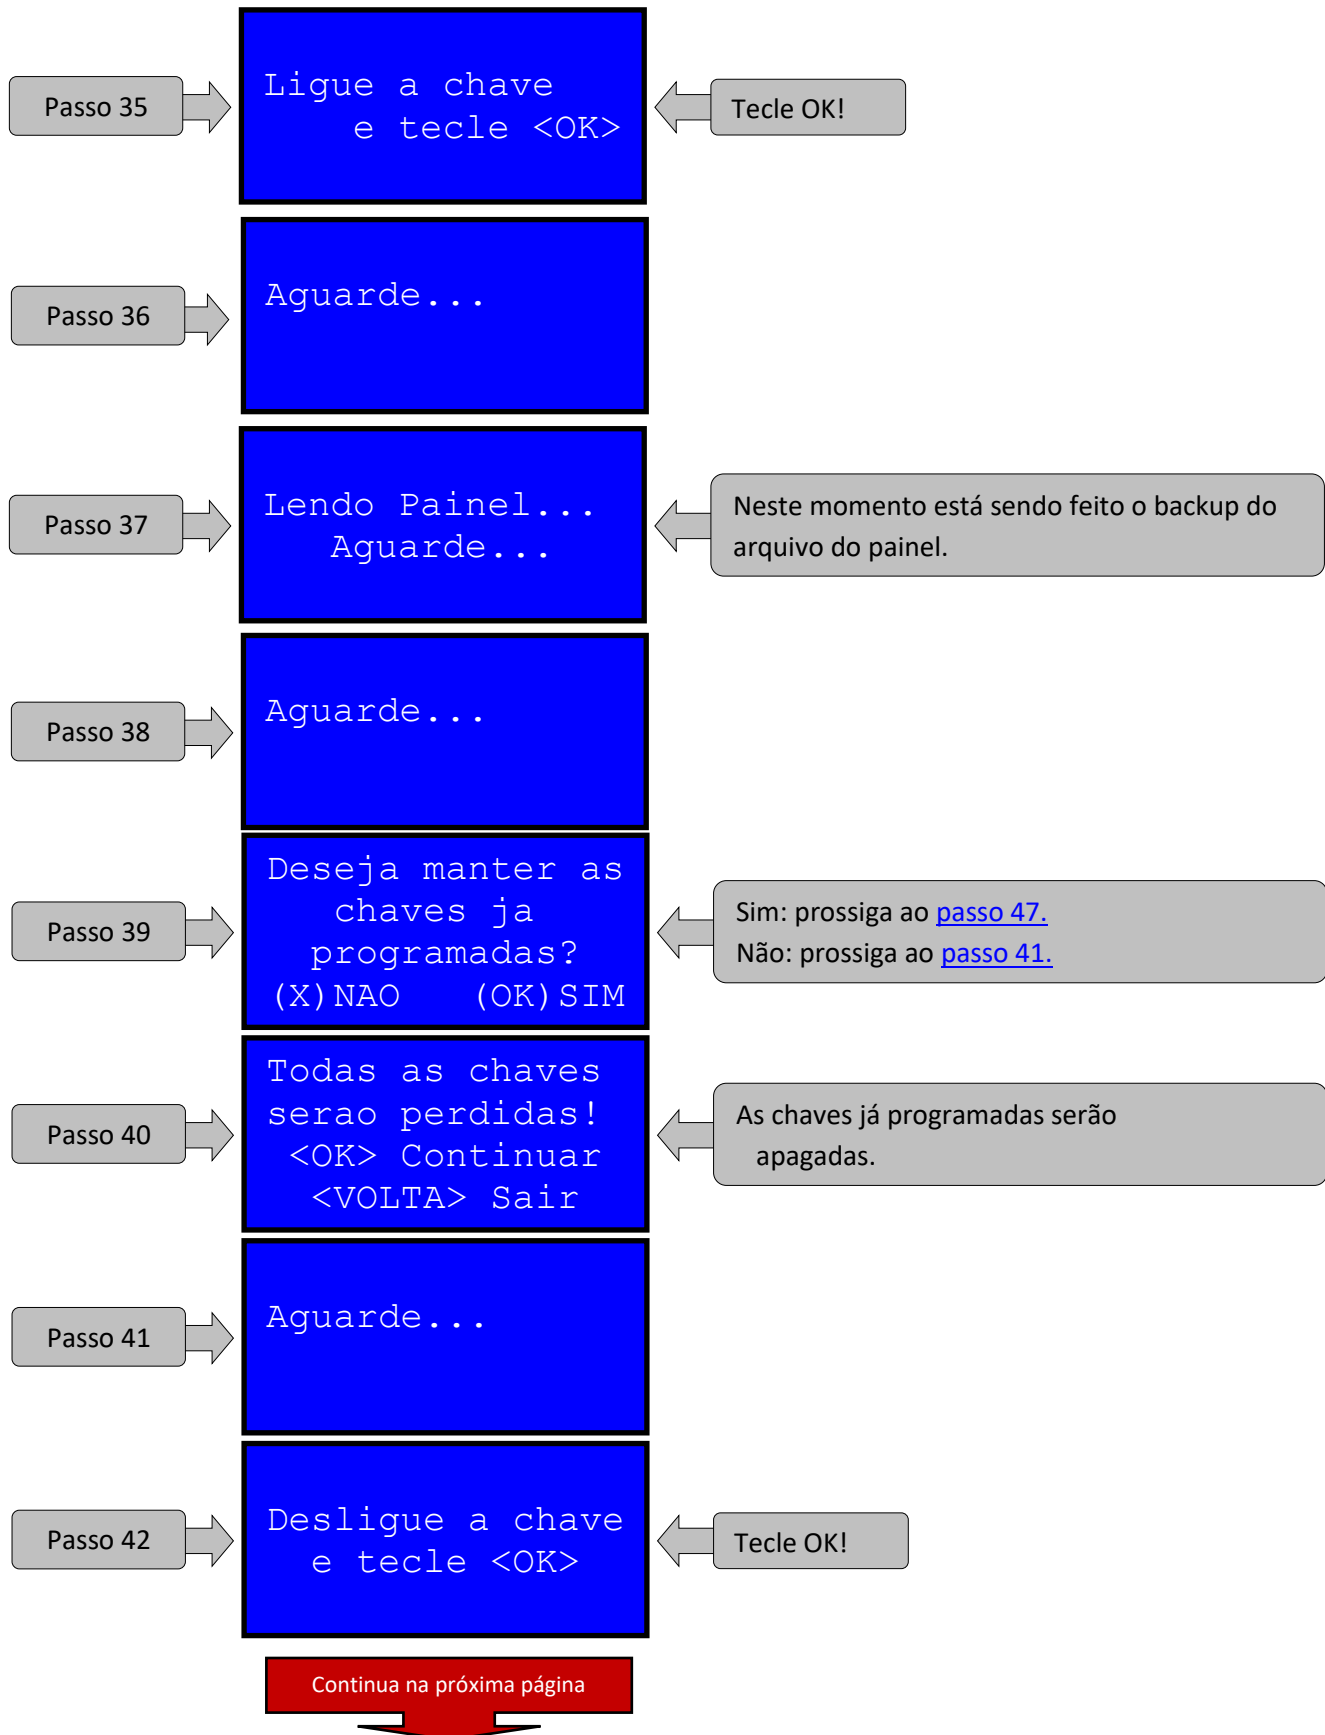 Passo 35
Ligue a chave
e tecle <OK>
Tecle OK!
Passo 36
Aguarde...
Passo 37
Lendo Painel...
Aguarde...
Neste momento está sendo feito o backup do
arquivo do painel.
Passo 38
Aguarde...
Passo 39
Deseja manter as
chaves ja
programadas?
(X)NAO (OK)SIM
Sim: prossiga ao passo 47.
Não: prossiga ao passo 41.
Passo 40
Todas as chaves
serao perdidas!
<OK> Continuar
<VOLTA> Sair
As chaves já programadas serão
apagadas.
Passo 41
Aguarde...
Passo 42
Desligue a chave
e tecle <OK>
Tecle OK!
Continua na próxima página